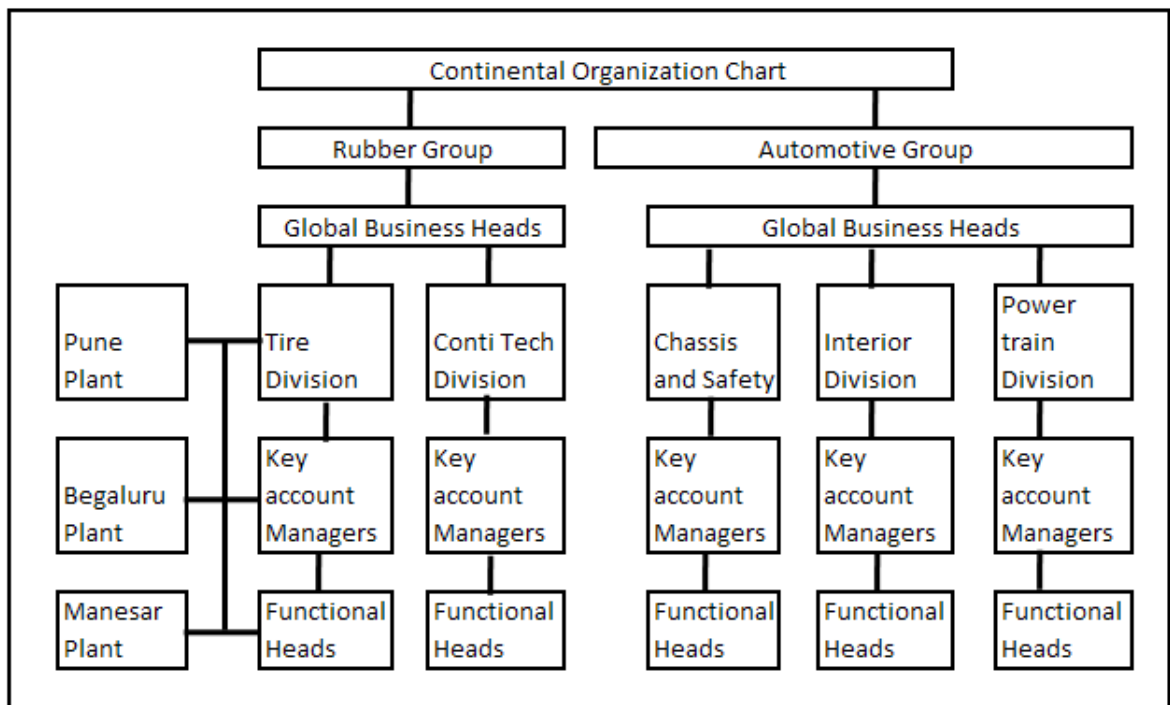 Continental Organization Chart
Rubber Group
Automotive Group
Global Business Heads
Global Business Heads
Pune
Plant
Tire
Division
Conti Tech
Division
Chassis
and Safety
Interior
Division
Power
train
Division
Begaluru
Plant
Key
account
Managers
Key
account
Managers
Key
account
Managers
Key
account
Managers
Key
account
Managers
Manesar
Plant
Functional
Heads
Functional
Heads
Functional
Heads
Functional
Heads
Functional
Heads